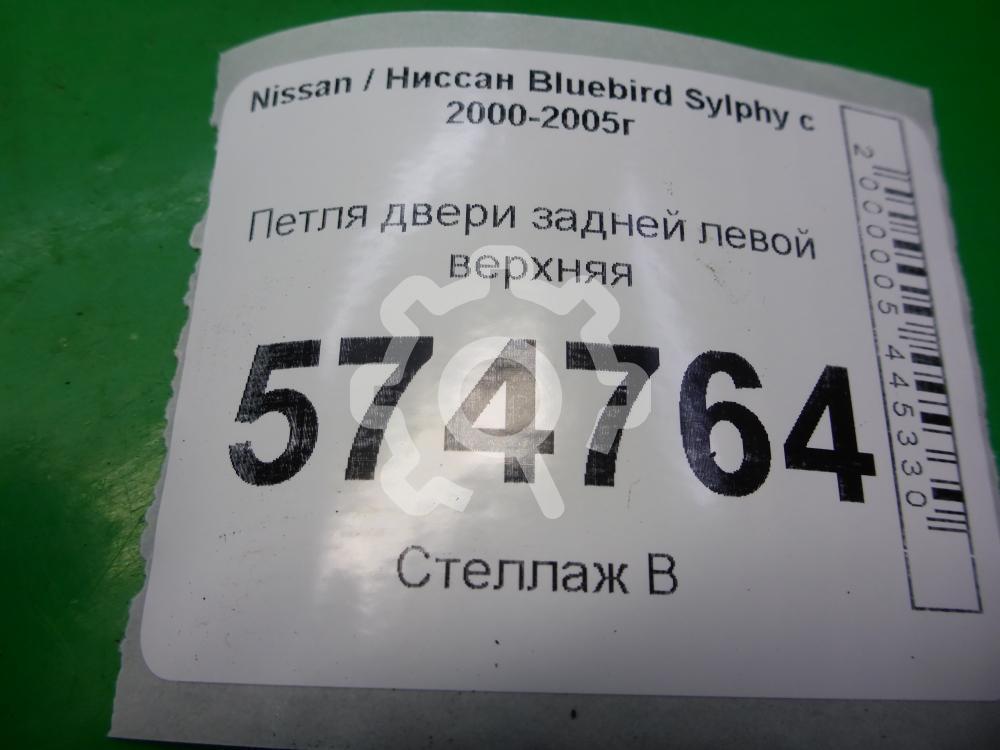 Nissan / Ниссан Bluebird Sylphy с
2000-2005г
Петля двери задней левой
верхняя
574764
Стеллаж В
2000005445330